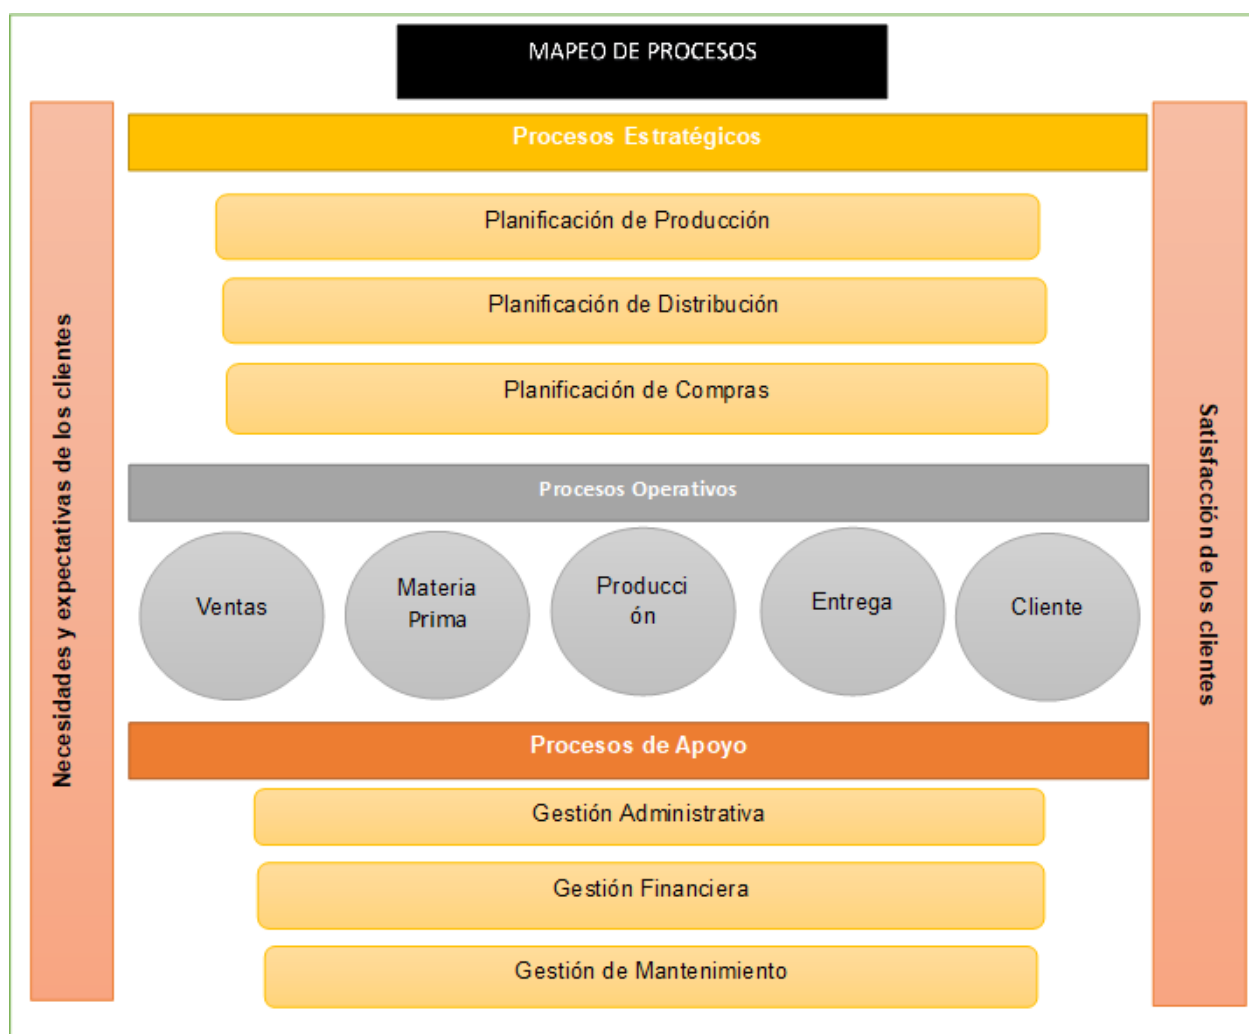 MAPEO DE PROCESOS
Necesidades y expectativas de los clientes
Procesos Estratégicos
Planificación de Producción
Planificación de Distribución
Planificación de Compras
Procesos Operativos
Ventas
Materia
Prima
Producci
ón
Entrega
Cliente
Procesos de Apoyo
Gestión Administrativa
Gestión Financiera
Gestión de Mantenimiento
Satisfacción de los clientes